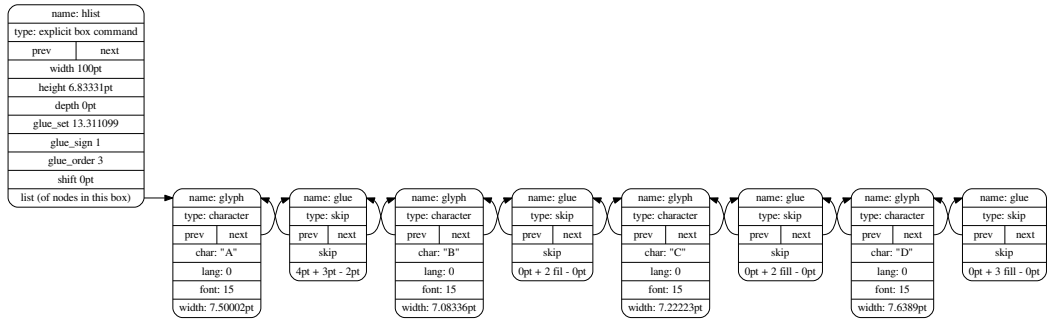 name: hlist
type: explicit box command
prev next
width 100pt
height 6.83331pt
depth 0pt
glue_set 13.311099
glue_sign 1
glue_order 3
shift 0pt
list (of nodes in this box)
name: glyph
type: character
prev next
char: "A"
lang: 0
font: 15
width: 7.50002pt
name: glue
type: skip
prev next
skip
4pt + 3pt - 2pt
name: glyph
type: character
prev next
char: "B"
lang: 0
font: 15
width: 7.08336pt
name: glue
type: skip
prev next
skip
0pt + 2 fil - 0pt
name: glyph
type: character
prev next
char: "C"
lang: 0
font: 15
width: 7.22223pt
name: glue
type: skip
prev next
skip
0pt + 2 fill - 0pt
name: glyph
type: character
prev next
char: "D"
lang: 0
font: 15
width: 7.6389pt
name: glue
type: skip
prev next
skip
0pt + 3 fill - 0pt